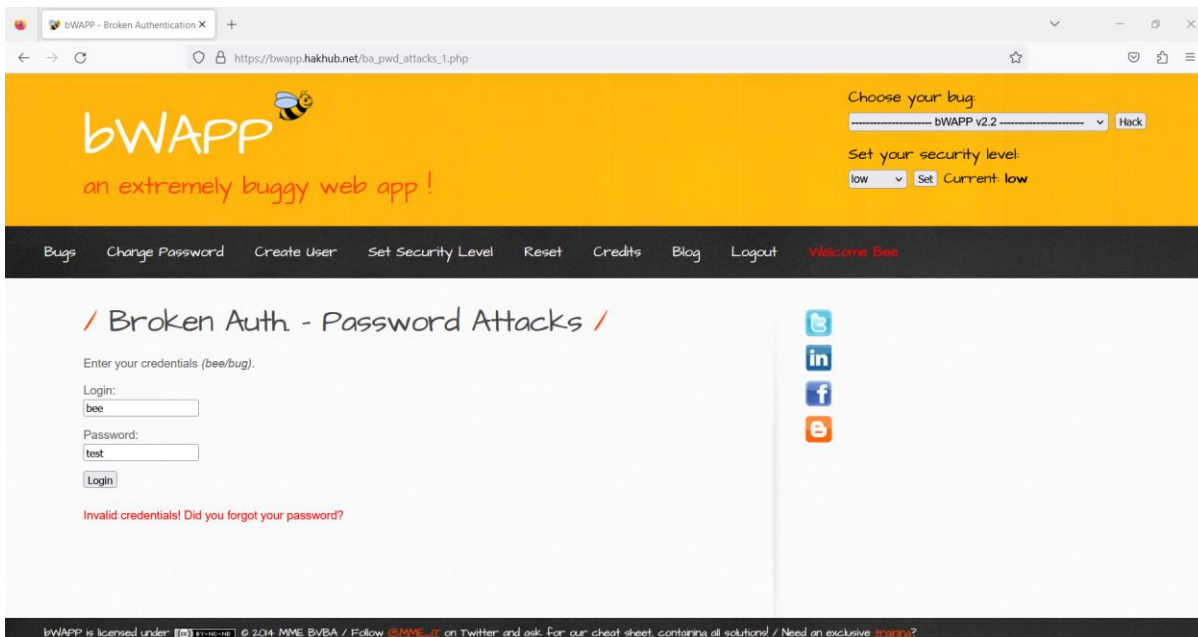 bWAPP - Broken Authentication
https://bwapp.hakhub.net/ba_pwd_attacks_1.php
bWAPP
an extremely buggy web app !
Choose your bug:
---------------------- bWAPP v2.2 ----------------------- Hack
Set your security level:
low Set Current: low
Bugs Change Password Create User Set Security Level Reset Credits Blog Logout Welcome Bee
/ Broken Auth. - Password Attacks /
Enter your credentials (bee/bug).
Login:
bee
Password:
test
Login
Invalid credentials! Did you forgot your password?
bWAPP is licensed under (cc) BY-NC-ND © 2014 MME BVBA / Follow @MME_IT on Twitter and ask for our cheat sheet, containing all solutions! / Need an exclusive training?